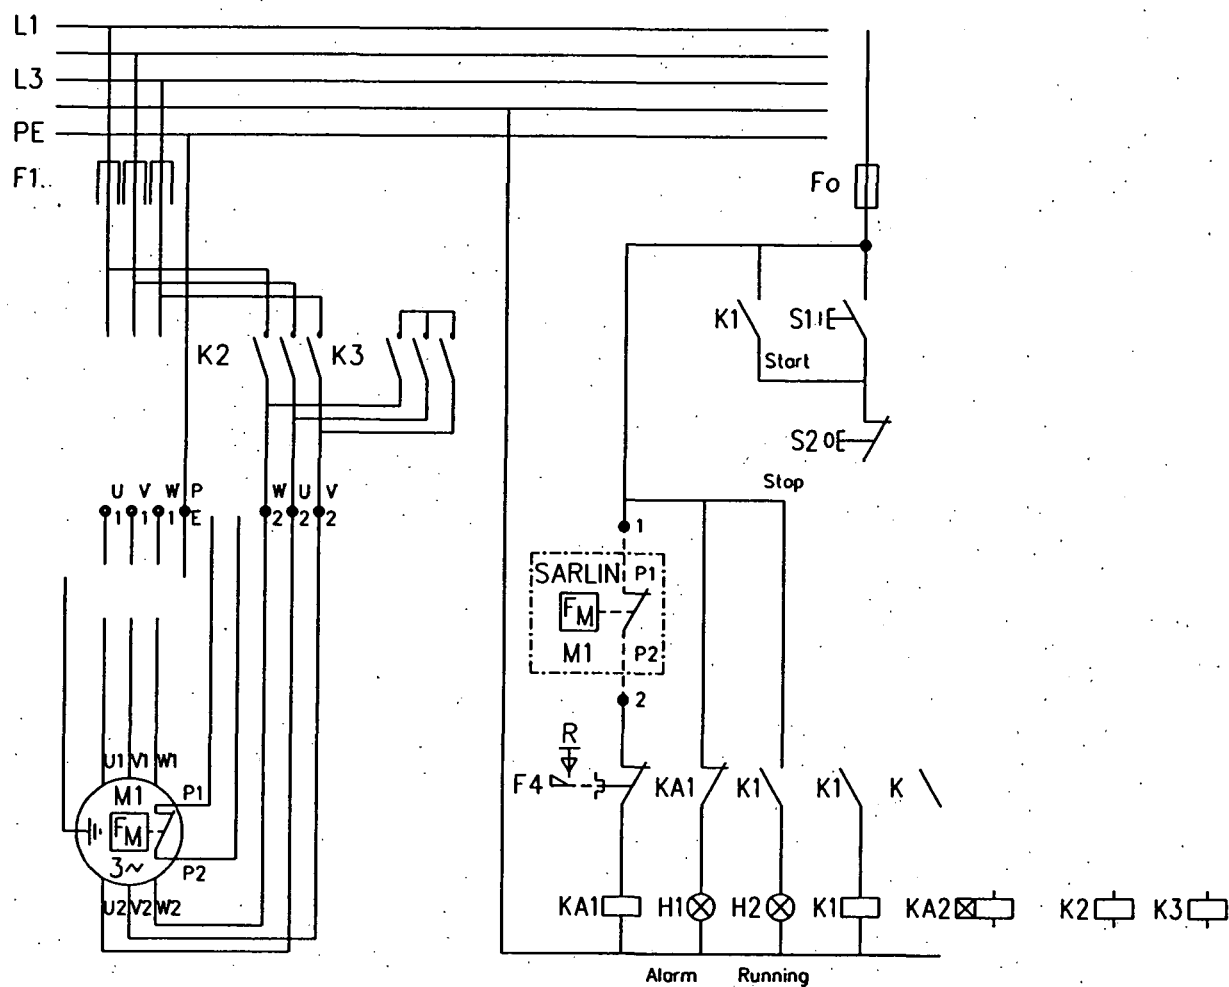 L1
L3
PE
F1..
Fo
K2
K3
K1
S1
Start
S2
Stop
U V W P
1 1 1 E
W U V
2 2 2
1
SARLIN P1
FM
M1 P2
2
R
F4
KA1 K1 K1 K
U1 V1 W1
M1
P1
FM
3~
P2
U2 V2 W2
KA1 H1 H2 K1 KA2 K2 K3
Alarm Running